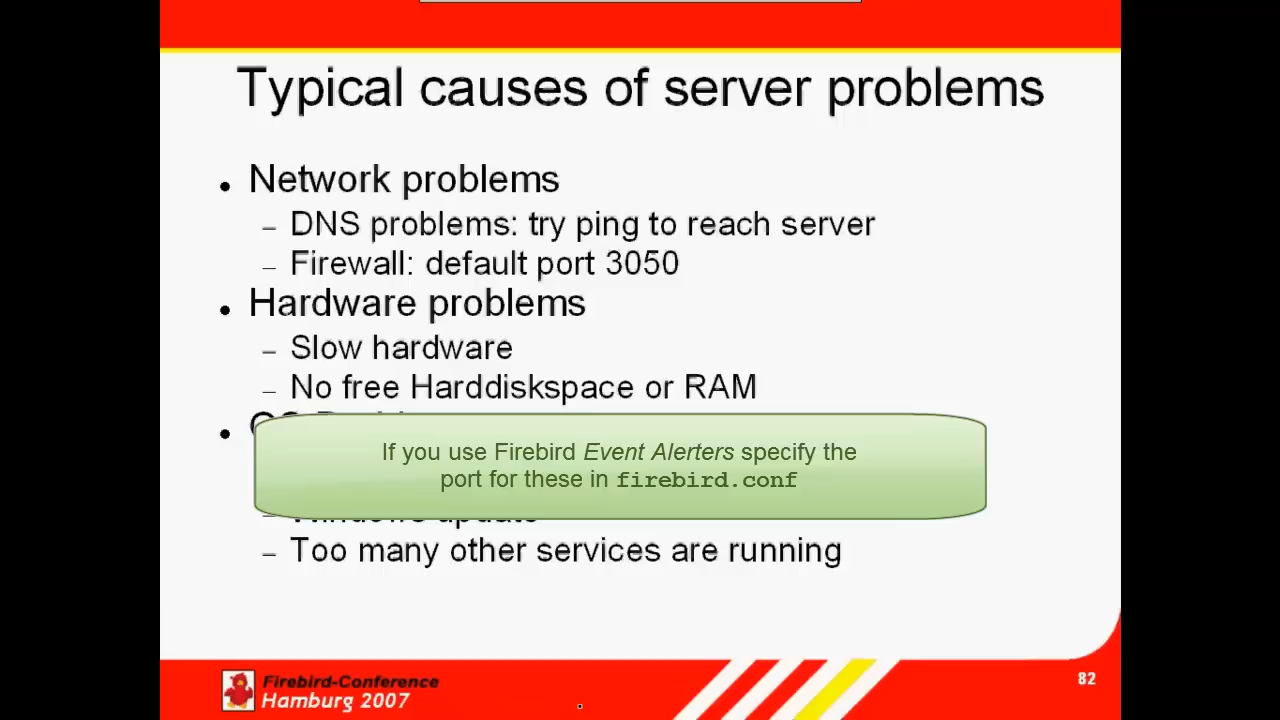 Typical causes of server problems
• Network problems
– DNS problems: try ping to reach server
– Firewall: default port 3050
• Hardware problems
– Slow hardware
– No free Harddiskspace or RAM
If you use Firebird Event Alerters specify the
port for these in firebird.conf
– Windows update
– Too many other services are running
Firebird-Conference
Hamburg 2007
82